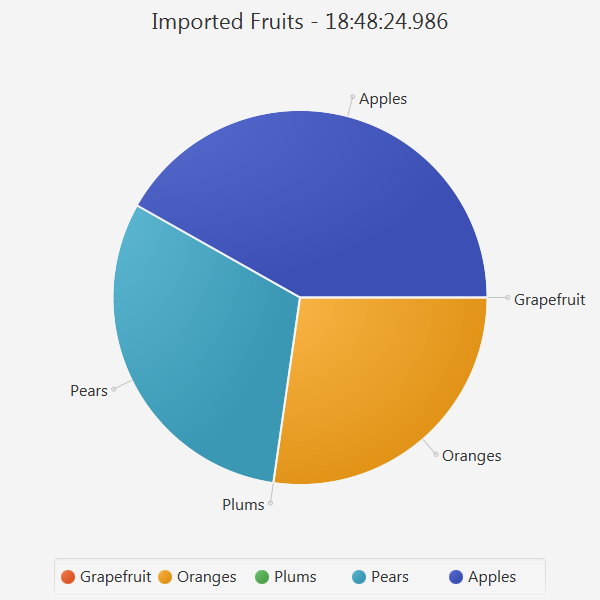 Imported Fruits - 18:48:24.986
Apples
Grapefruit
Pears
Oranges
Plums
Grapefruit Oranges Plums Pears Apples